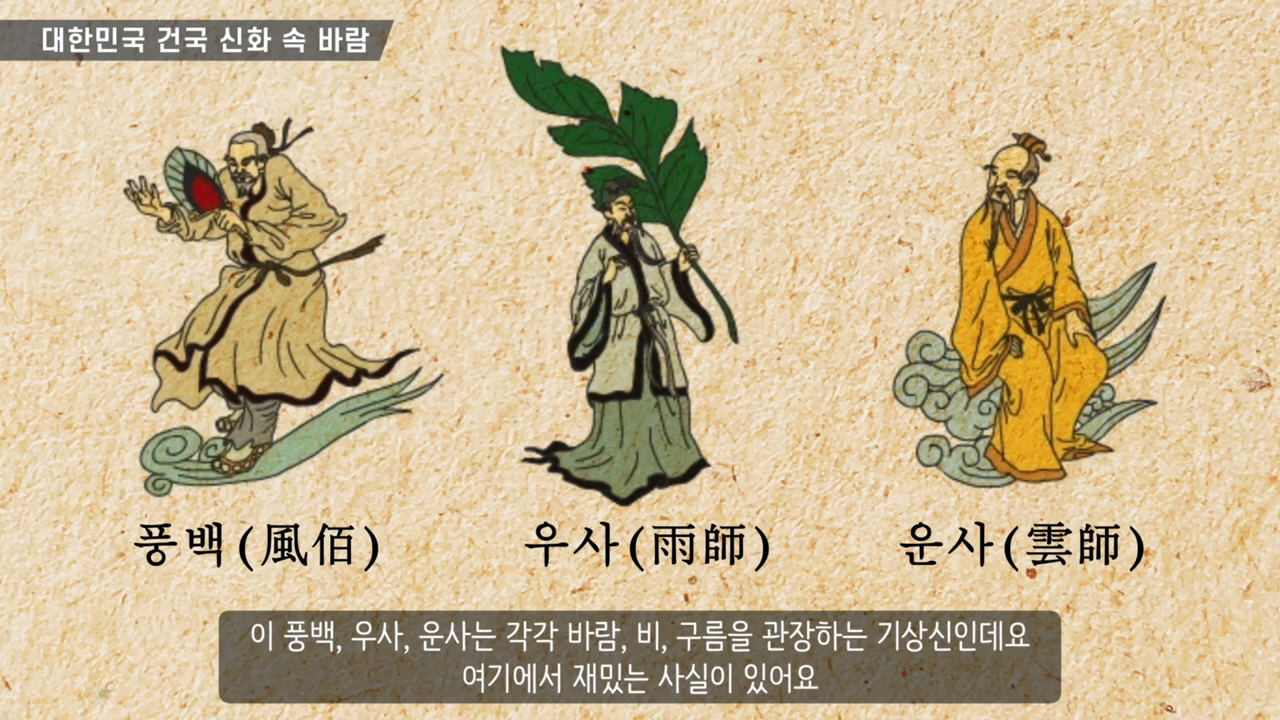 대한민국 건국 신화 속 바람
풍백(風佰)
우사(雨師)
운사(雲師)
이 풍백, 우사, 운사는 각각 바람, 비, 구름을 관장하는 기상신인데요
여기에서 재밌는 사실이 있어요